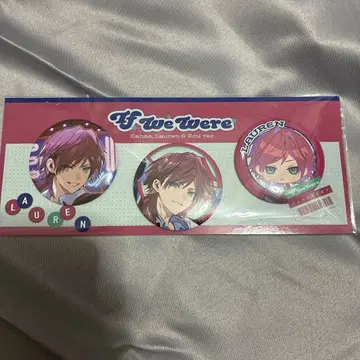 If We Were
Kanae, Lauren & Rou ver.
LAUREN
LAUREN